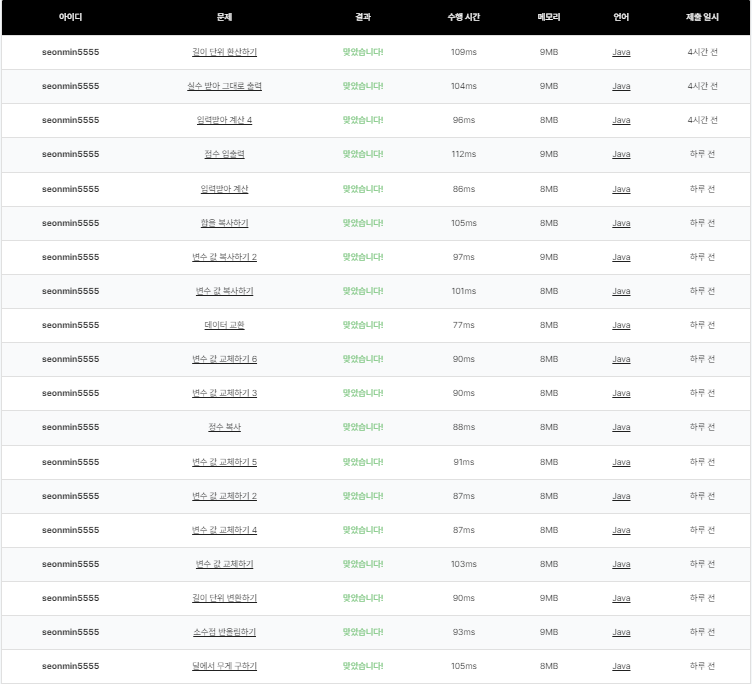 아이디 문제 결과 수행 시간 메모리 언어 제출 일시
seonmin5555 길이 단위 환산하기 맞았습니다! 109ms 9MB Java 4시간 전
seonmin5555 실수 받아 그대로 출력 맞았습니다! 104ms 9MB Java 4시간 전
seonmin5555 입력받아 계산 4 맞았습니다! 96ms 8MB Java 4시간 전
seonmin5555 점수 입출력 맞았습니다! 112ms 9MB Java 하루 전
seonmin5555 입력받아 계산 맞았습니다! 86ms 8MB Java 하루 전
seonmin5555 합을 복사하기 맞았습니다! 105ms 8MB Java 하루 전
seonmin5555 변수 값 복사하기 2 맞았습니다! 97ms 9MB Java 하루 전
seonmin5555 변수 값 복사하기 맞았습니다! 101ms 8MB Java 하루 전
seonmin5555 데이터 교환 맞았습니다! 77ms 8MB Java 하루 전
seonmin5555 변수 값 교체하기 6 맞았습니다! 90ms 8MB Java 하루 전
seonmin5555 변수 값 교체하기 3 맞았습니다! 90ms 8MB Java 하루 전
seonmin5555 정수 복사 맞았습니다! 88ms 8MB Java 하루 전
seonmin5555 변수 값 교체하기 5 맞았습니다! 91ms 8MB Java 하루 전
seonmin5555 변수 값 교체하기 2 맞았습니다! 87ms 8MB Java 하루 전
seonmin5555 변수 값 교체하기 4 맞았습니다! 87ms 8MB Java 하루 전
seonmin5555 변수 값 교체하기 맞았습니다! 103ms 8MB Java 하루 전
seonmin5555 길이 단위 변환하기 맞았습니다! 90ms 9MB Java 하루 전
seonmin5555 소수점 반올림하기 맞았습니다! 93ms 9MB Java 하루 전
seonmin5555 달에서 무게 구하기 맞았습니다! 105ms 8MB Java 하루 전